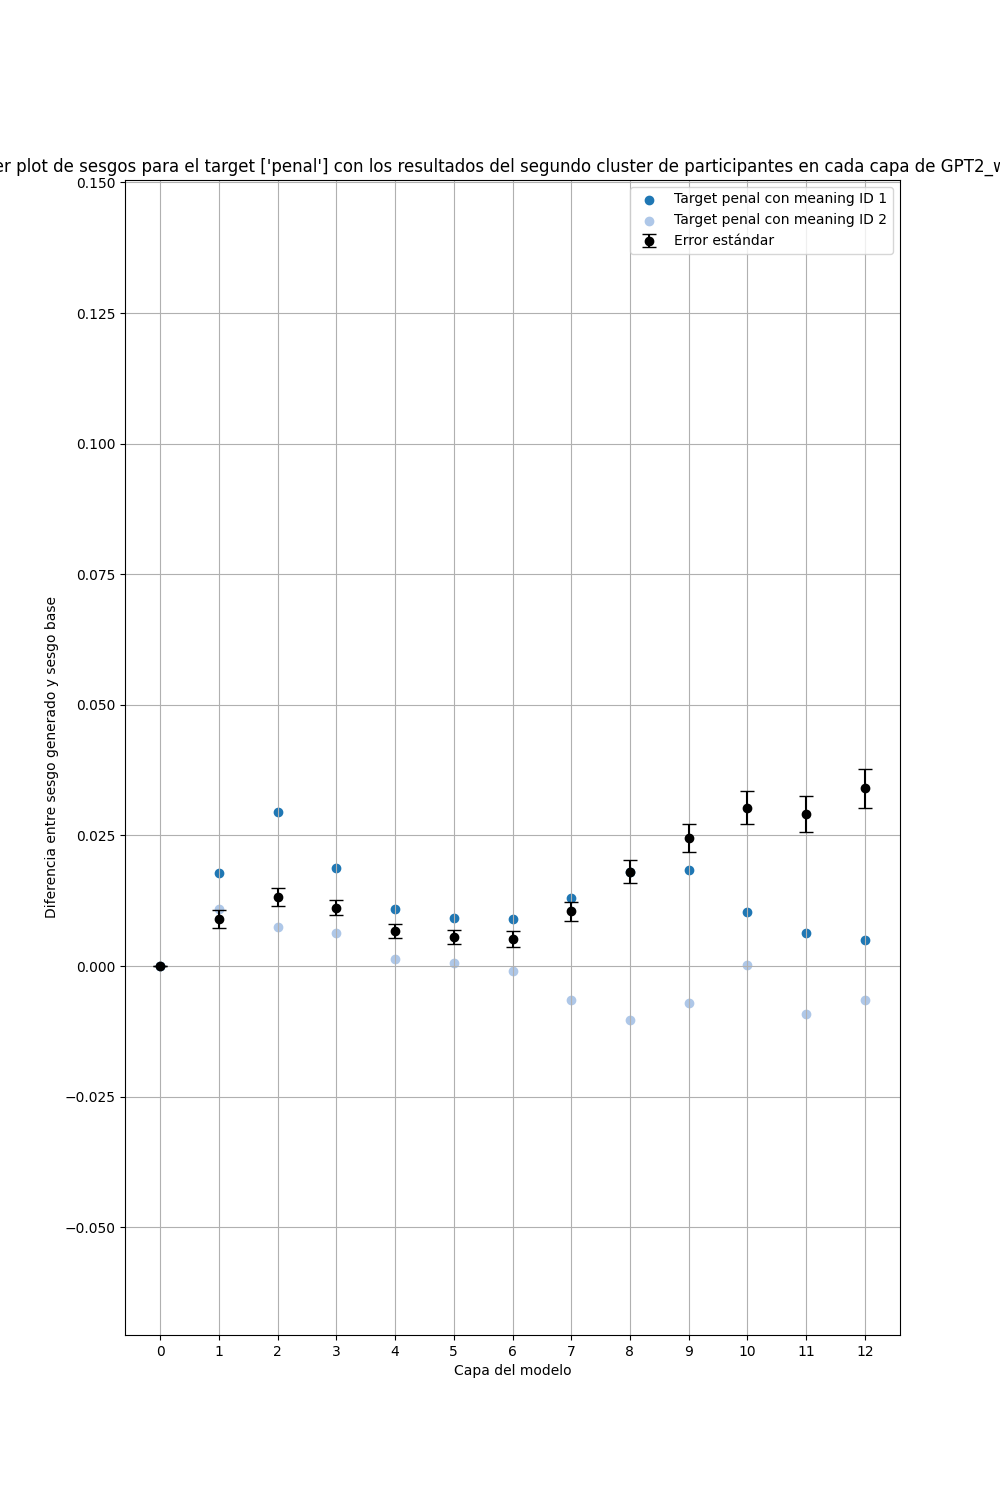 plot de sesgos para el target ['penal'] con los resultados del segundo cluster de participantes en cada capa de
Target penal con meaning ID 1
Target penal con meaning ID 2
Error estándar
0.150
0.125
0.100
0.075
0.050
0.025
0.000
−0.025
−0.050
Diferencia entre sesgo generado y sesgo base
0 1 2 3 4 5 6 7 8 9 10 11 12
Capa del modelo